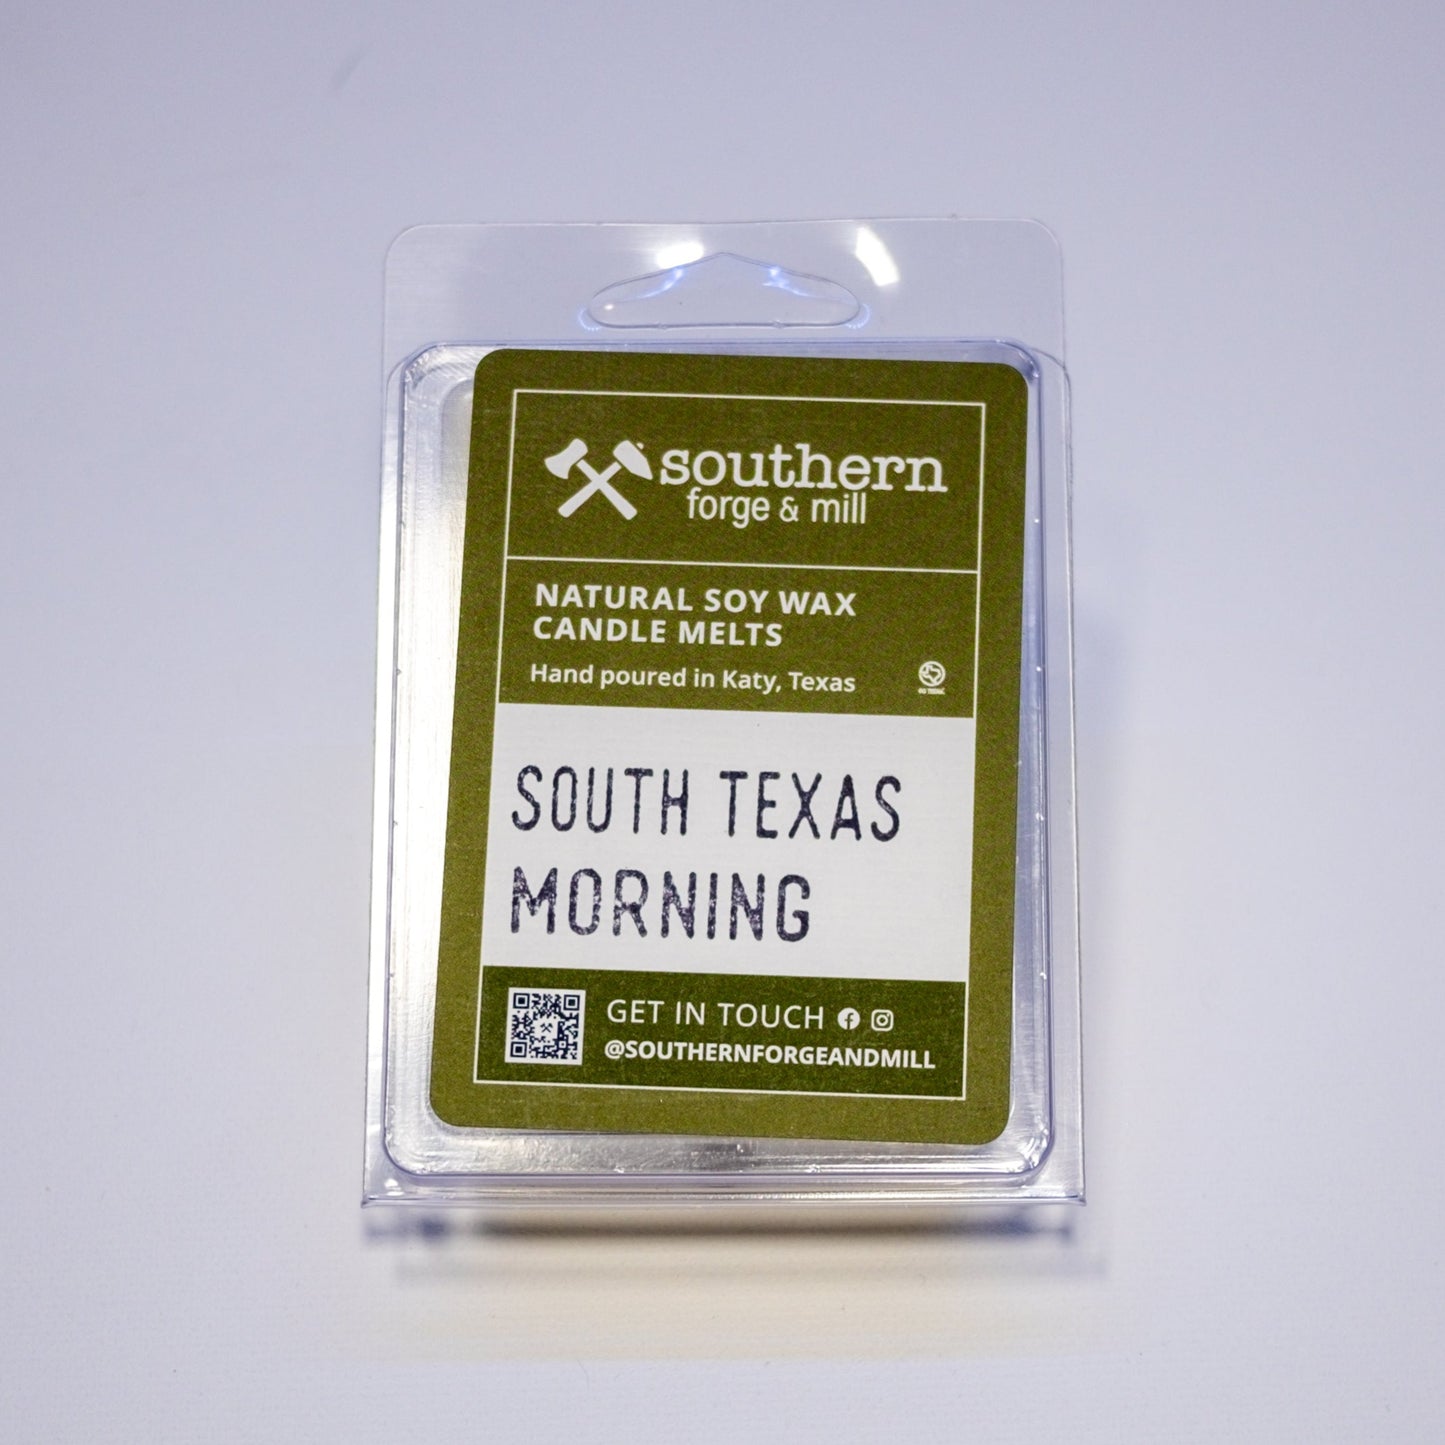 southern
forge & mill
NATURAL SOY WAX
CANDLE MELTS
Hand poured in Katy, Texas
SOUTH TEXAS
MORNING
GET IN TOUCH
@SOUTHERNFORGEANDMILL